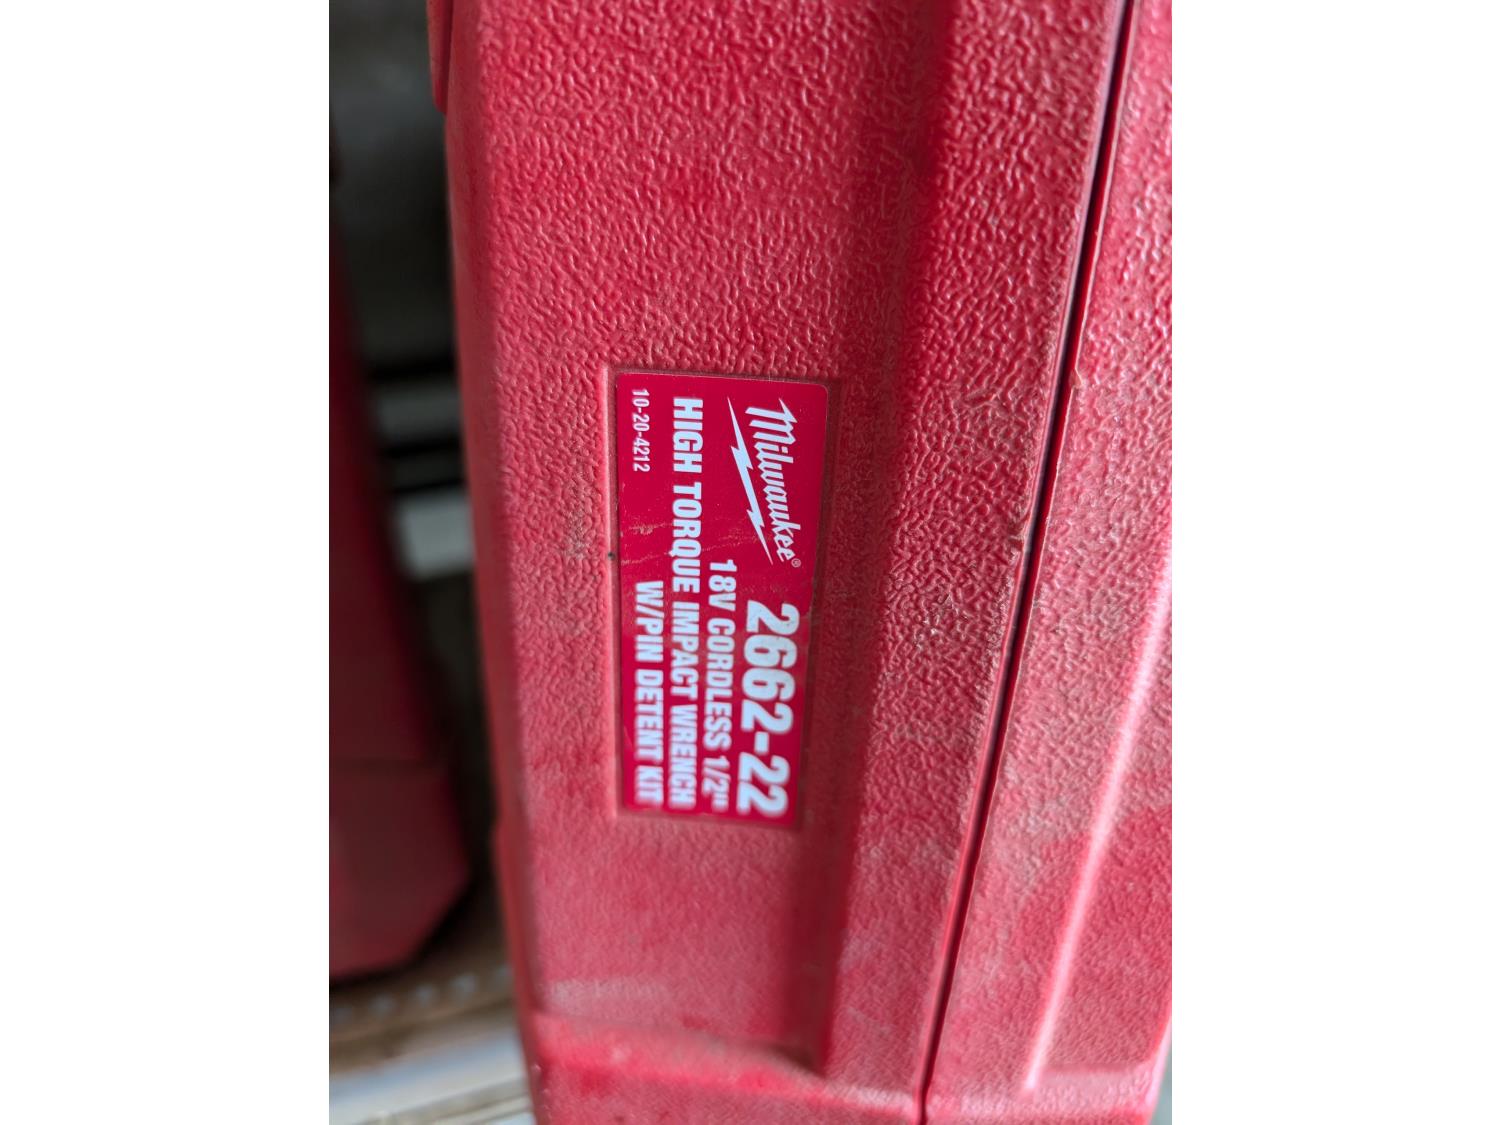 Milwaukee® 2662-22
18V CORDLESS 1/2"
HIGH TORQUE IMPACT WRENCH
10-20-4212 W/PIN DETENT KIT